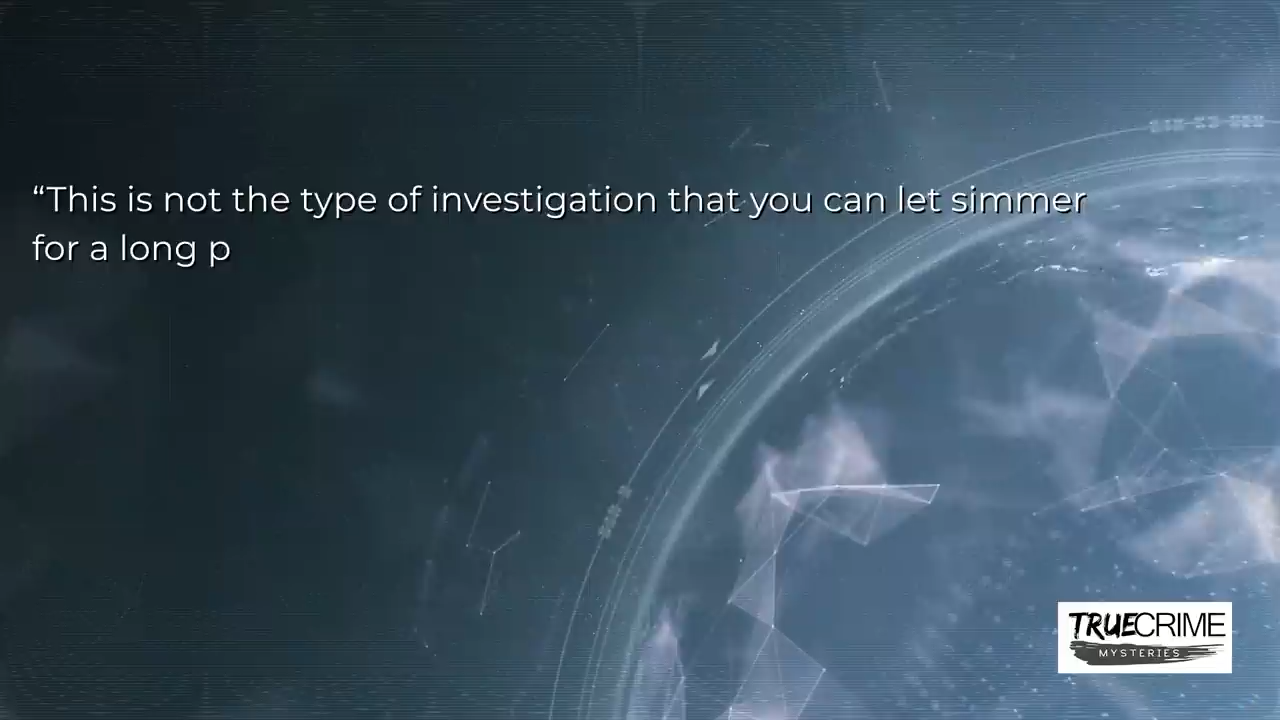 “This is not the type of investigation that you can let simmer
for a long p
TRUECRIME
MYSTERIES